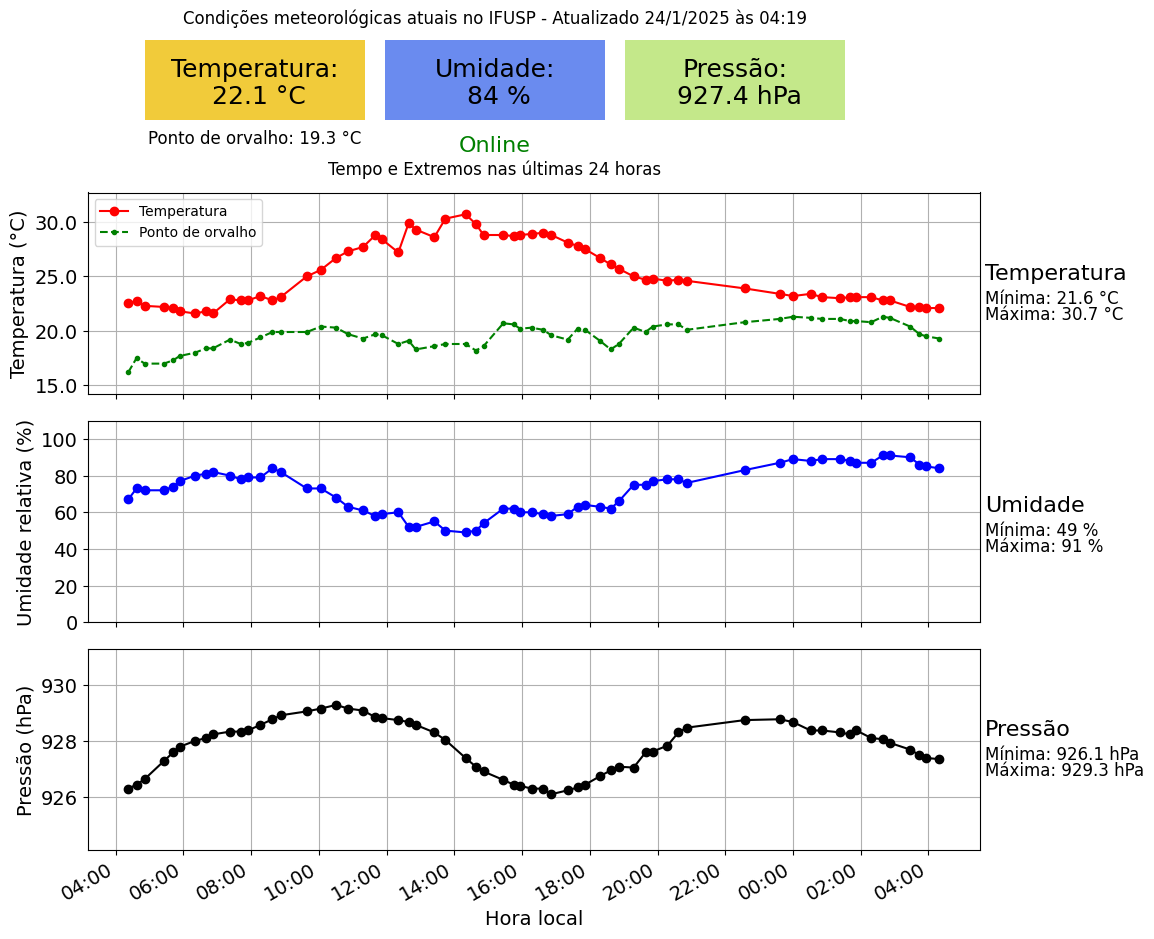 Condições meteorológicas atuais no IFUSP - Atualizado 24/1/2025 às 04:19
Temperatura:
22.1 °C
Umidade:
84 %
Pressão:
927.4 hPa
Ponto de orvalho: 19.3 °C
Online
Tempo e Extremos nas últimas 24 horas
Temperatura (°C)
30.0
25.0
20.0
15.0
Temperatura
Ponto de orvalho
Temperatura
Mínima: 21.6 °C
Máxima: 30.7 °C
Umidade relativa (%)
100
80
60
40
20
0
Umidade
Mínima: 49 %
Máxima: 91 %
Pressão (hPa)
930
928
926
Pressão
Mínima: 926.1 hPa
Máxima: 929.3 hPa
04:00 06:00 08:00 10:00 12:00 14:00 16:00 18:00 20:00 22:00 00:00 02:00 04:00
Hora local